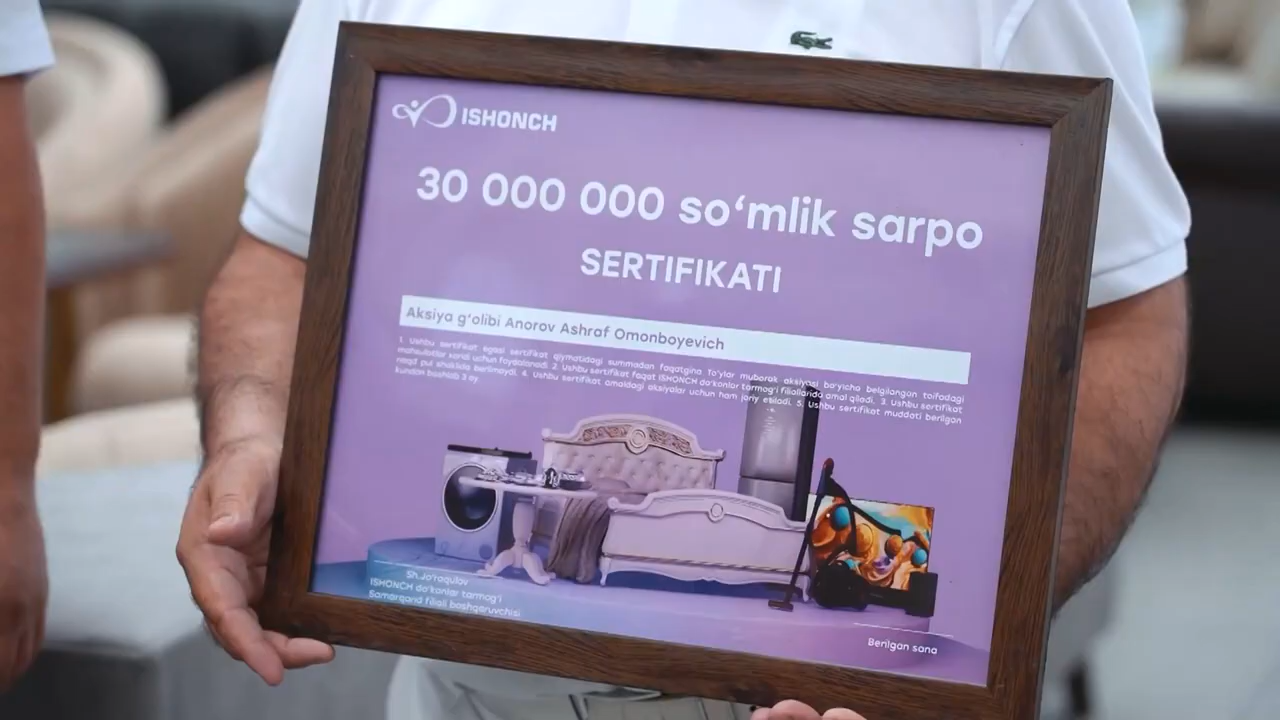 ISHONCH
30 000 000 so‘mlik sarpo
SERTIFIKATI
Aksiya g‘olibi Anorov Ashraf Omonboyevich
1. Ushbu sertifikat egasi sertifikat qiymatidagi summadan faqatgina To‘ylar muborak aksiyasi bo‘yicha belgilangan toifadagi
mahsulotlar xaridi uchun foydalanadi. 2. Ushbu sertifikat faqat ISHONCH do‘konlar tarmog‘i filiallarida amal qiladi. 3. Ushbu sertifikat
naqd pul shaklida berilmaydi. 4. Ushbu sertifikat amaldagi aksiyalar uchun ham joriy etiladi. 5. Ushbu sertifikat muddati berilgan
kundan boshlab 3 oy.
Sh.Jo‘raqulov
ISHONCH do‘konlar tarmog‘i
Samarqand filiali boshqaruvchisi
Berilgan sana